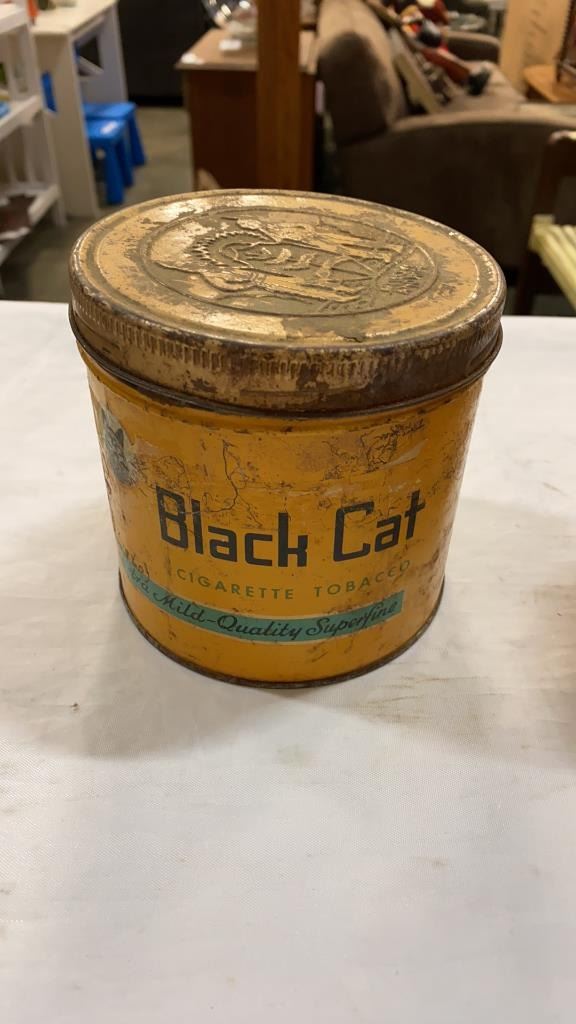 Black Cat
CIGARETTE TOBACCO
Mild-Quality Superfine